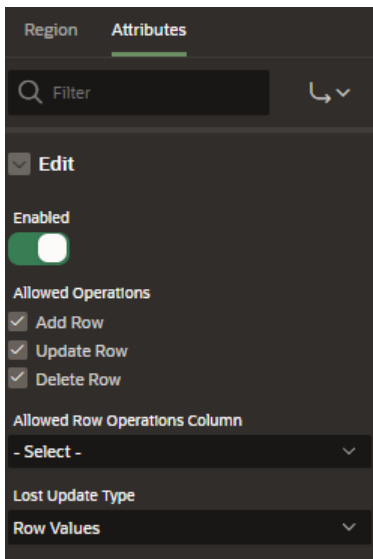 Region Attributes
Filter
Edit
Enabled
Allowed Operations
Add Row
Update Row
Delete Row
Allowed Row Operations Column
- Select -
Lost Update Type
Row Values